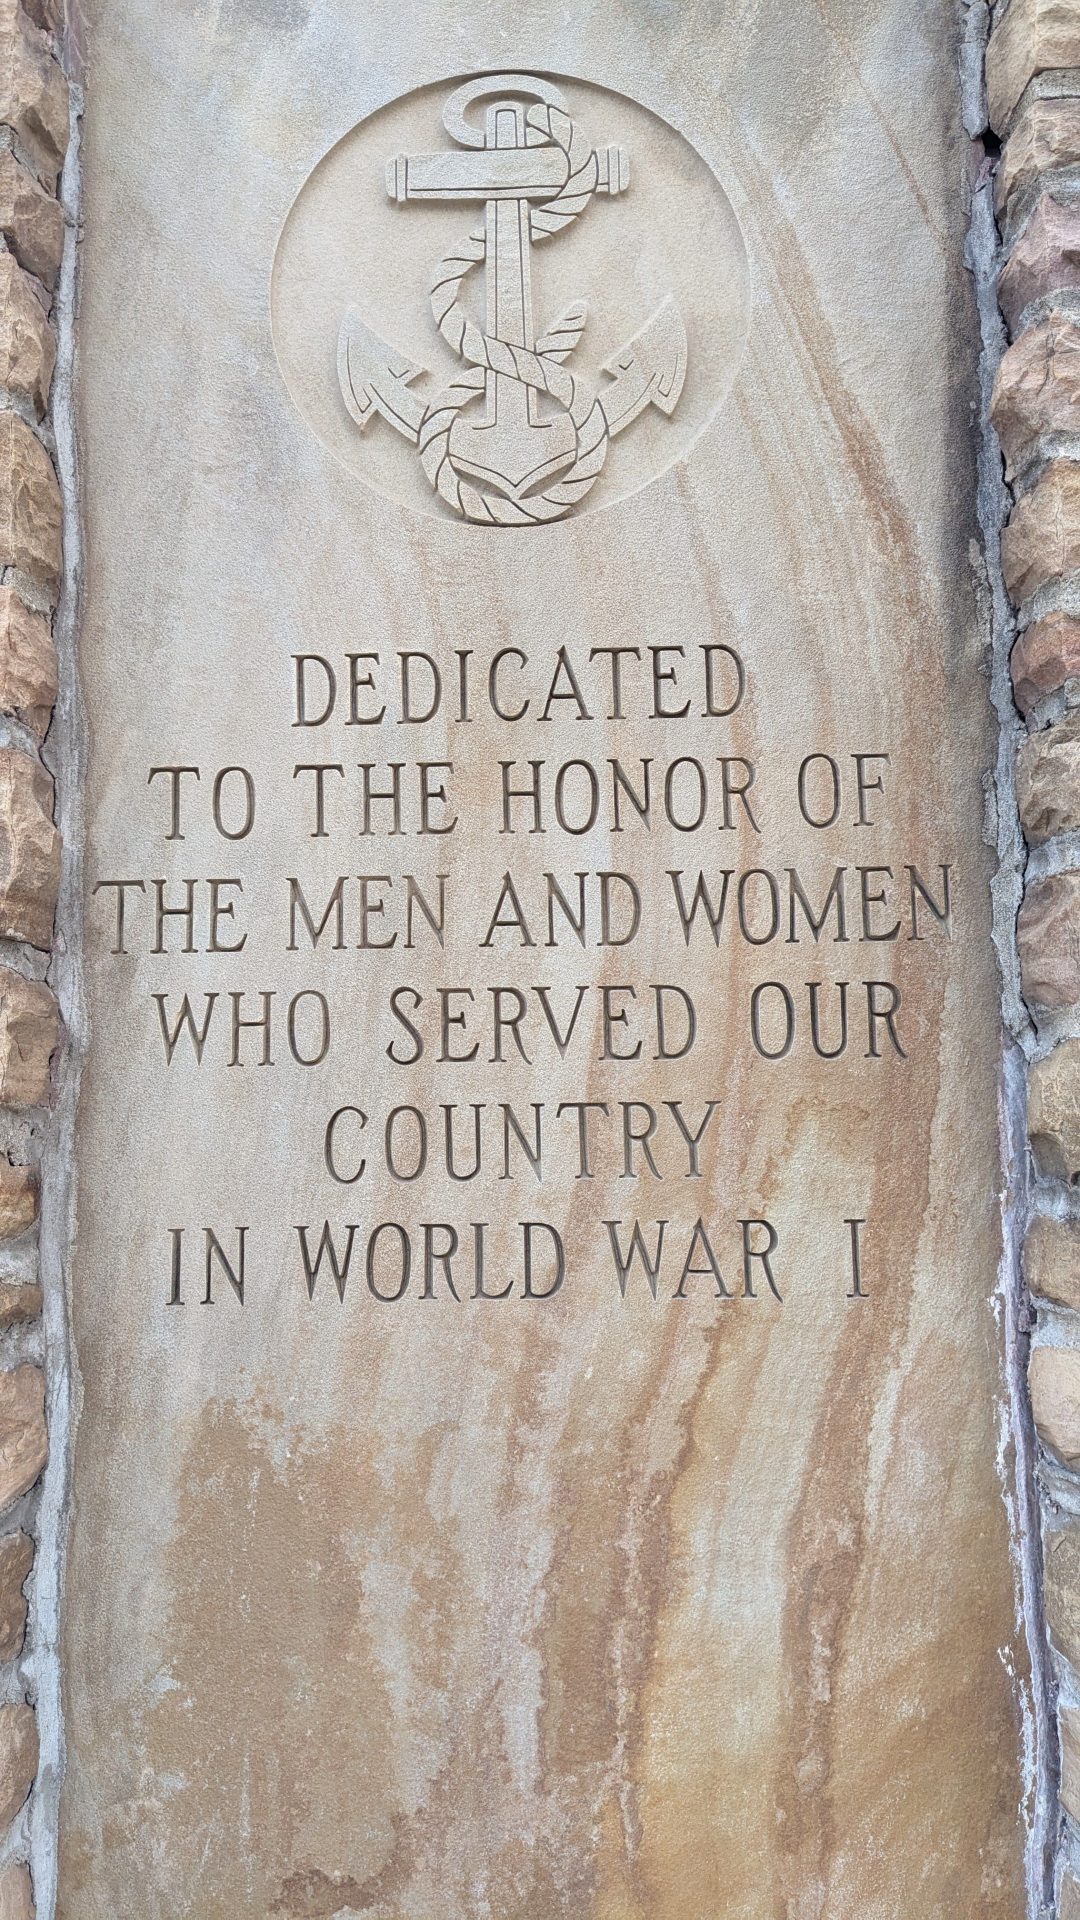 DEDICATED
TO THE HONOR OF
THE MEN AND WOMEN
WHO SERVED OUR
COUNTRY
IN WORLD WAR I